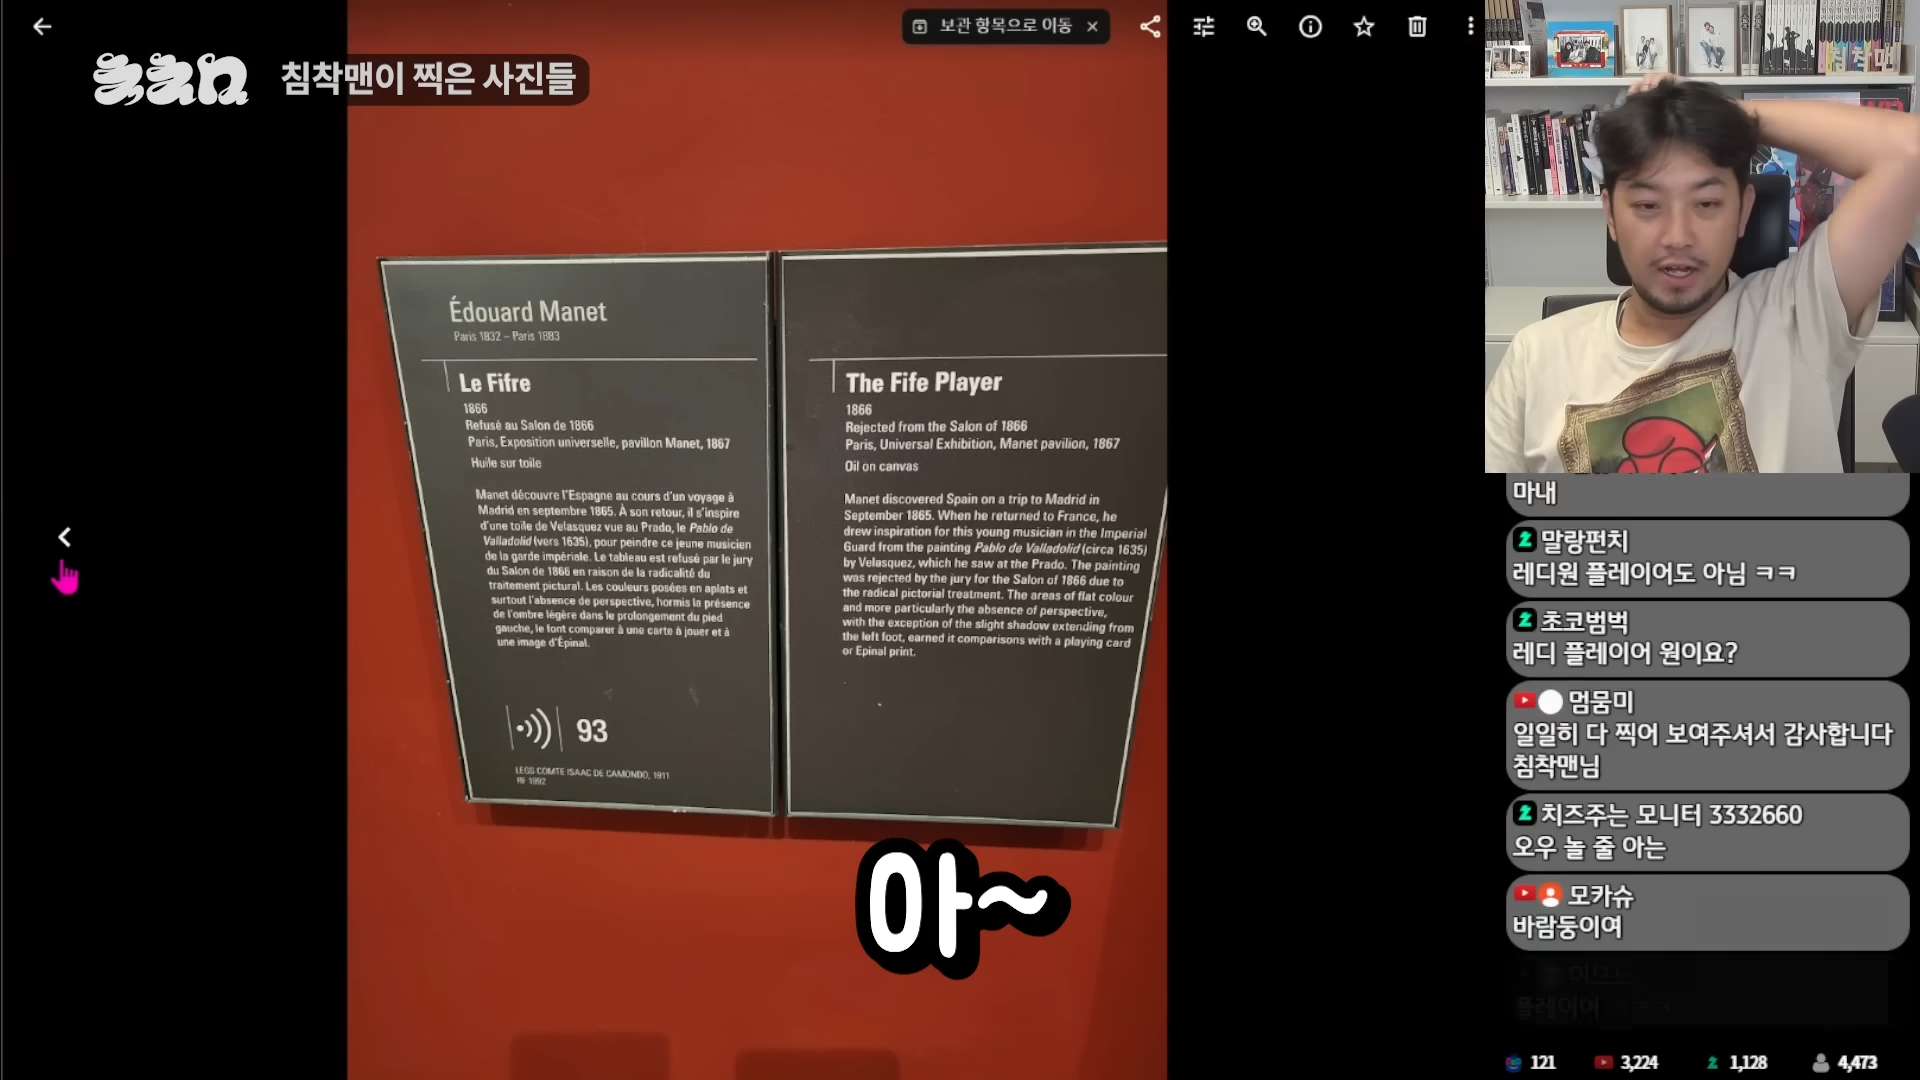 보관 항목으로 이동
침착맨이 찍은 사진들
Édouard Manet
Paris 1832 – Paris 1883
Le Fifre
1866
Refusé au Salon de 1866
Paris, Exposition universelle, pavillon Manet, 1867
Huile sur toile
Manet découvre l'Espagne au cours d'un voyage à
Madrid en septembre 1865. À son retour, il s'inspire
d'une toile de Velasquez vue au Prado, le Pablo de
Valladolid (vers 1635), pour peindre ce jeune musicien
de la garde impériale. Le tableau est refusé par le jury
du Salon de 1866 en raison de la radicalité du
traitement pictural. Les couleurs posées en aplats et
surtout l'absence de perspective, hormis la présence
de l'ombre légère dans le prolongement du pied
gauche, le font comparer à une carte à jouer et à
une image d'Épinal.
93
LEGS COMTE ISAAC DE CAMONDO, 1911
RF 1992
The Fife Player
1866
Rejected from the Salon of 1866
Paris, Universal Exhibition, Manet pavilion, 1867
Oil on canvas
Manet discovered Spain on a trip to Madrid in
September 1865. When he returned to France, he
drew inspiration for this young musician in the Imperial
Guard from the painting Pablo de Valladolid (circa 1635)
by Velasquez, which he saw at the Prado. The painting
was rejected by the jury for the Salon of 1866 due to
the radical pictorial treatment. The areas of flat colour
and more particularly the absence of perspective,
with the exception of the slight shadow extending from
the left foot, earned it comparisons with a playing card
or Epinal print.
아~
마내
말랑펀치
레디원 플레이어도 아님 ㅋㅋ
초코범벅
레디 플레이어 원이요?
멈뭄미
일일히 다 찍어 보여주셔서 감사합니다
침착맨님
치즈주는 모니터 3332660
오우 놀 줄 아는
모카슈
바람둥이여
플레이어
121
3,224
1,128
4,473